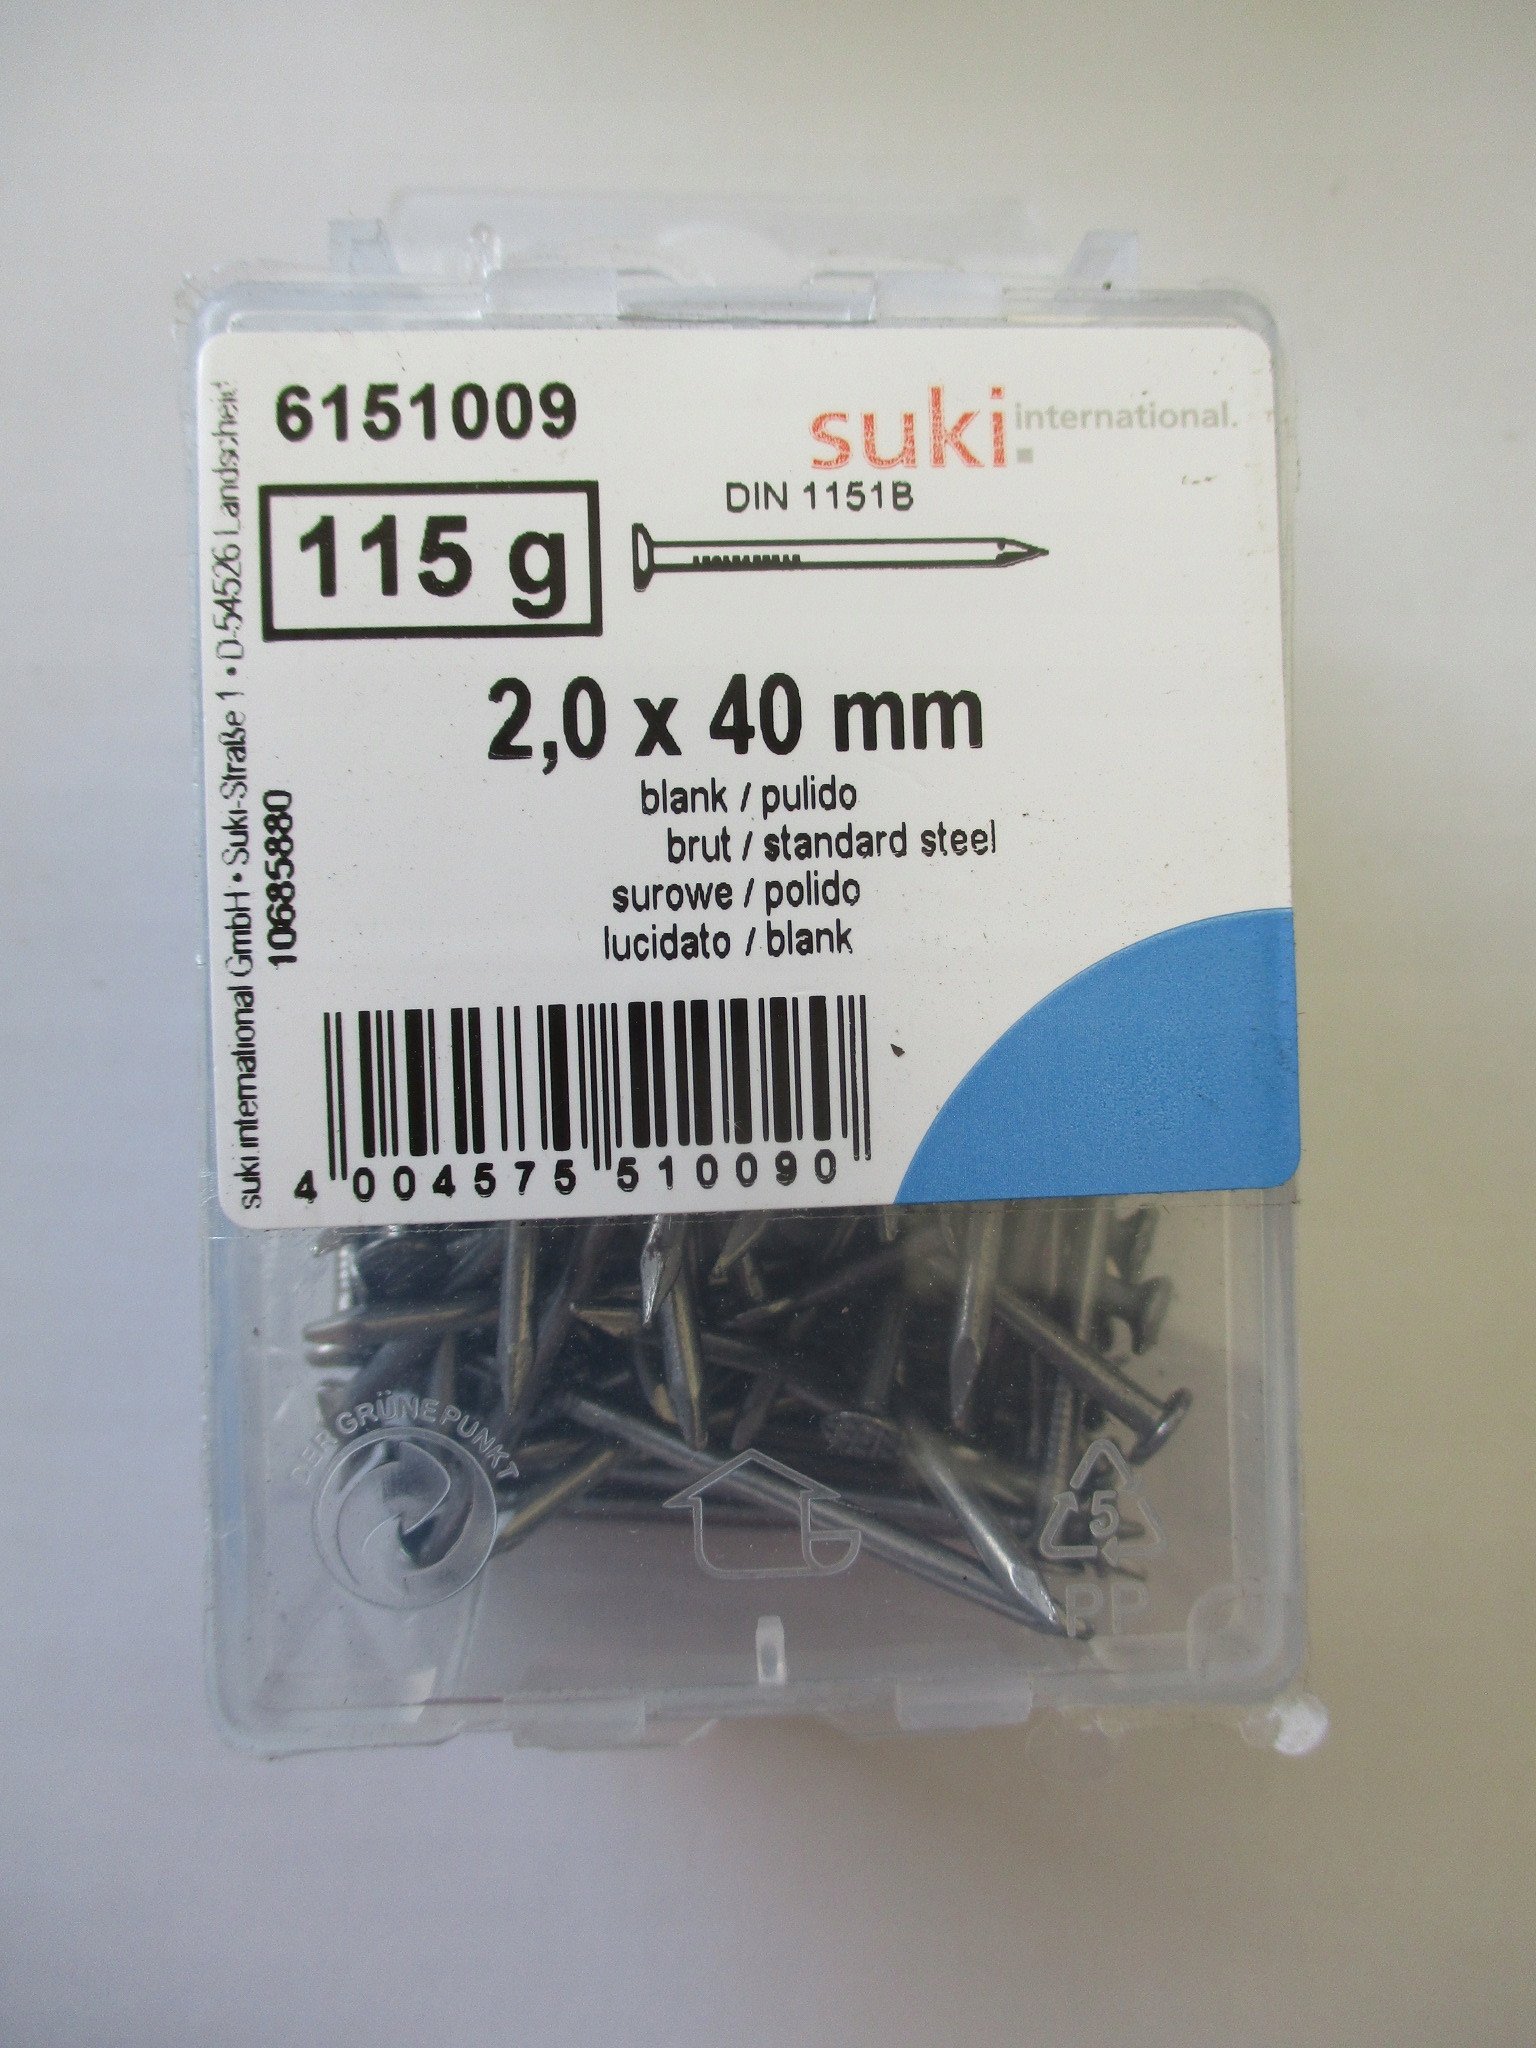 6151009
suki. international.
115 g
DIN 1151B
2,0 x 40 mm
blank / pulido
brut / standard steel
surowe / polido
lucidato / blank
suki international GmbH • Suki-Straße 1 • D-54526 Landscheid
10685880
4 004575 510090
DER GRÜNE PUNKT
5
PP